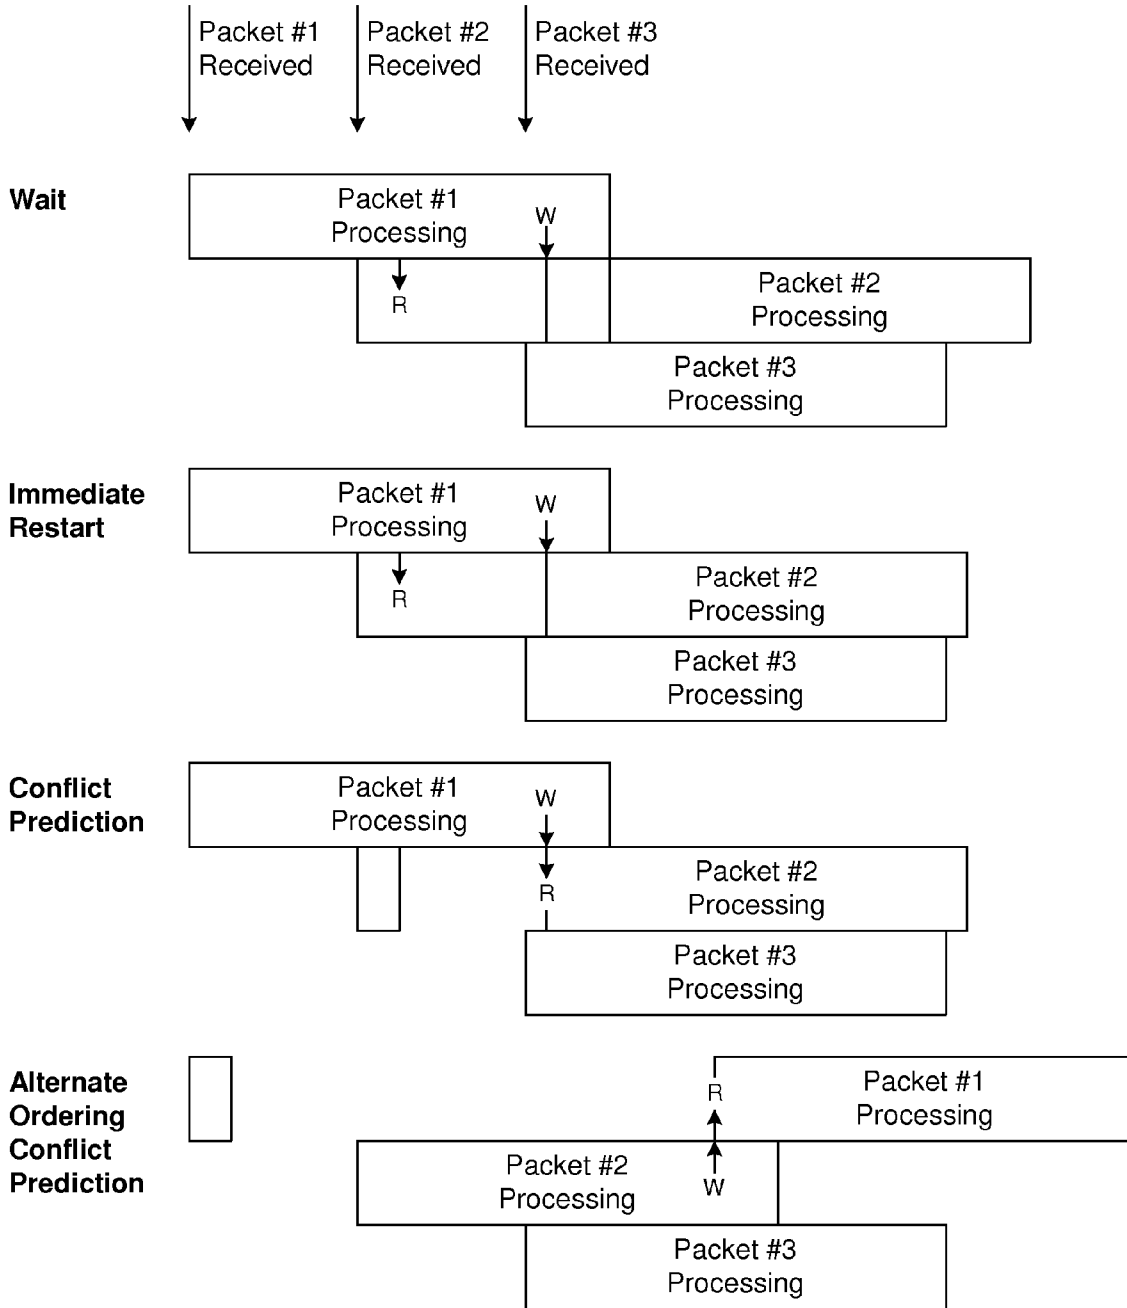 Packet #1
Received
Packet #2
Received
Packet #3
Received
Wait
Packet #1
Processing
W
R
Packet #2
Processing
Packet #3
Processing
Immediate
Restart
Packet #1
Processing
W
R
Packet #2
Processing
Packet #3
Processing
Conflict
Prediction
Packet #1
Processing
W
R
Packet #2
Processing
Packet #3
Processing
Alternate
Ordering
Conflict
Prediction
R
Packet #1
Processing
Packet #2
Processing
W
Packet #3
Processing